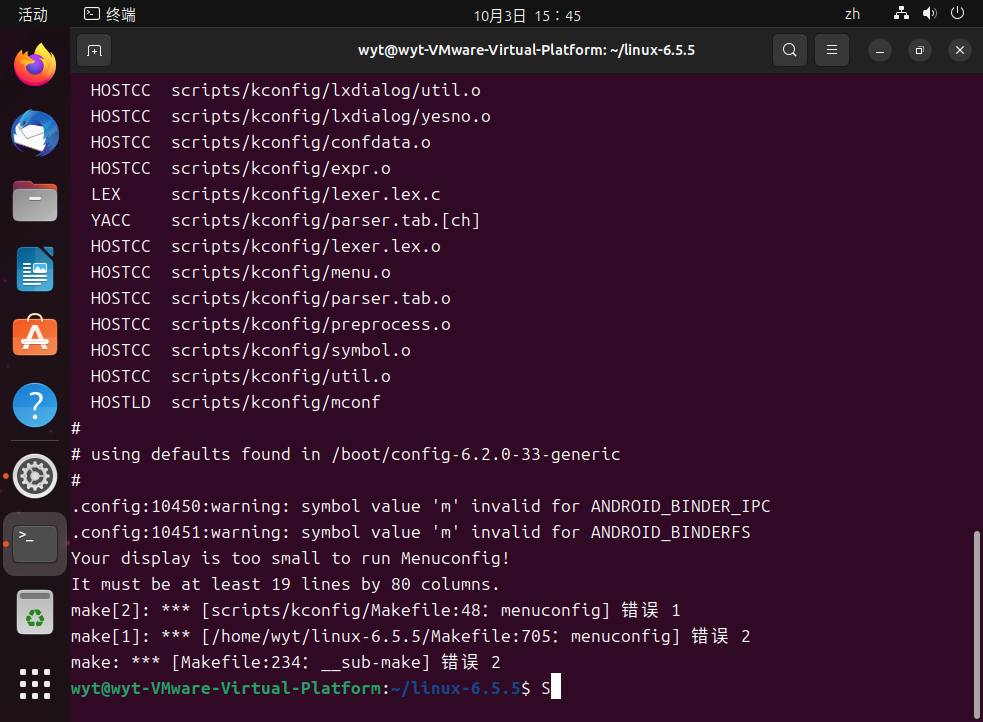 活动 终端 10月3日 15：45 zh
wyt@wyt-VMware-Virtual-Platform: ~/linux-6.5.5
HOSTCC scripts/kconfig/lxdialog/util.o
HOSTCC scripts/kconfig/lxdialog/yesno.o
HOSTCC scripts/kconfig/confdata.o
HOSTCC scripts/kconfig/expr.o
LEX scripts/kconfig/lexer.lex.c
YACC scripts/kconfig/parser.tab.[ch]
HOSTCC scripts/kconfig/lexer.lex.o
HOSTCC scripts/kconfig/menu.o
HOSTCC scripts/kconfig/parser.tab.o
HOSTCC scripts/kconfig/preprocess.o
HOSTCC scripts/kconfig/symbol.o
HOSTCC scripts/kconfig/util.o
HOSTLD scripts/kconfig/mconf
#
# using defaults found in /boot/config-6.2.0-33-generic
#
.config:10450:warning: symbol value 'm' invalid for ANDROID_BINDER_IPC
.config:10451:warning: symbol value 'm' invalid for ANDROID_BINDERFS
Your display is too small to run Menuconfig!
It must be at least 19 lines by 80 columns.
make[2]: *** [scripts/kconfig/Makefile:48：menuconfig] 错误 1
make[1]: *** [/home/wyt/linux-6.5.5/Makefile:705：menuconfig] 错误 2
make: *** [Makefile:234：__sub-make] 错误 2
wyt@wyt-VMware-Virtual-Platform:~/linux-6.5.5$ S